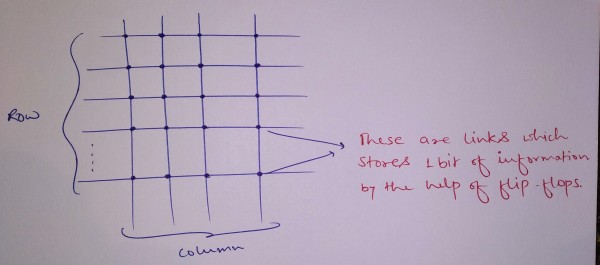 Row
These are links which
stores 1 bit of information
by the help of flip-flops.
column